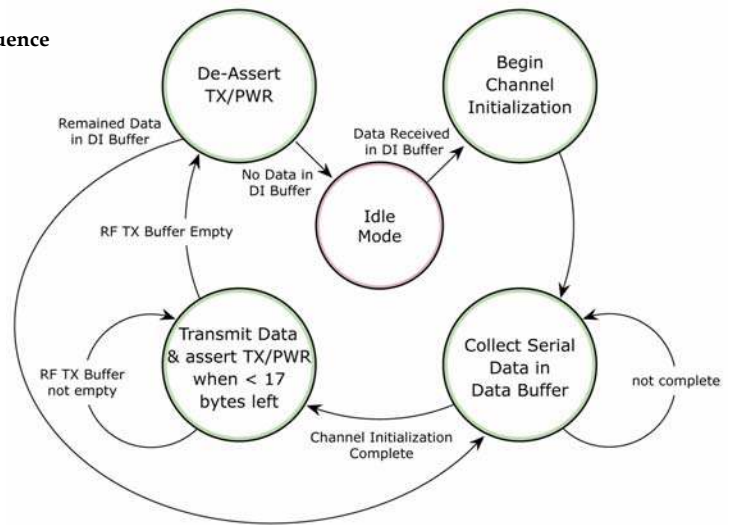 De-Assert
TX/PWR
Begin
Channel
Initialization
Remained Data
in DI Buffer
Data Received
in DI Buffer
No Data in
DI Buffer
Idle
Mode
RF TX Buffer Empty
Transmit Data
& assert TX/PWR
when < 17
bytes left
Collect Serial
Data in
Data Buffer
RF TX Buffer
not empty
not complete
Channel Initialization
Complete